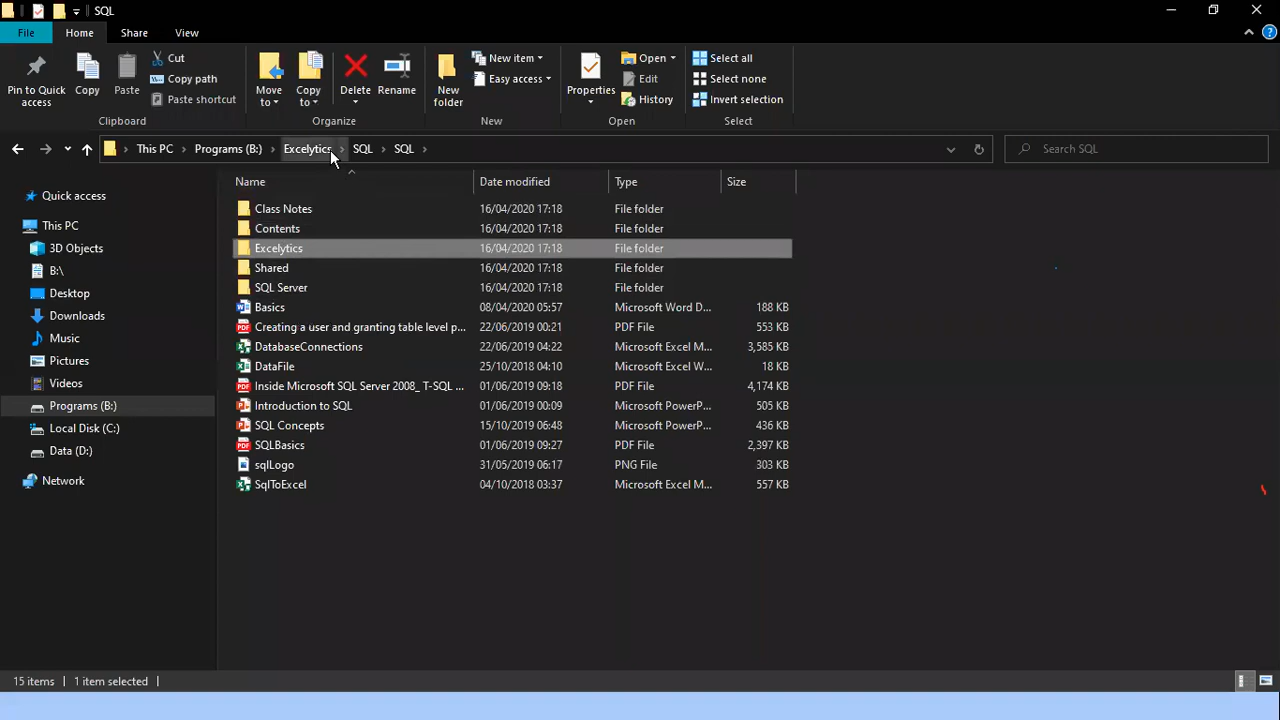 SQL
File Home Share View
Pin to Quick access
Copy
Paste
Cut
Copy path
Paste shortcut
Clipboard
Move to
Copy to
Delete
Rename
Organize
New folder
New item
Easy access
New
Properties
Open
Edit
History
Open
Select all
Select none
Invert selection
Select
This PC > Programs (B:) > Excelytics > SQL > SQL >
Search SQL
Quick access
This PC
3D Objects
B:\
Desktop
Downloads
Music
Pictures
Videos
Programs (B:)
Local Disk (C:)
Data (D:)
Network
Name Date modified Type Size
Class Notes 16/04/2020 17:18 File folder
Contents 16/04/2020 17:18 File folder
Excelytics 16/04/2020 17:18 File folder
Shared 16/04/2020 17:18 File folder
SQL Server 16/04/2020 17:18 File folder
Basics 08/04/2020 05:57 Microsoft Word D... 188 KB
Creating a user and granting table level p... 22/06/2019 00:21 PDF File 553 KB
DatabaseConnections 22/06/2019 04:22 Microsoft Excel M... 3,585 KB
DataFile 25/10/2018 04:10 Microsoft Excel W... 18 KB
Inside Microsoft SQL Server 2008_ T-SQL ... 01/06/2019 09:18 PDF File 4,174 KB
Introduction to SQL 01/06/2019 00:09 Microsoft PowerP... 505 KB
SQL Concepts 15/10/2019 06:48 Microsoft PowerP... 436 KB
SQLBasics 01/06/2019 09:27 PDF File 2,397 KB
sqlLogo 31/05/2019 06:17 PNG File 303 KB
SqlToExcel 04/10/2018 03:37 Microsoft Excel M... 557 KB
15 items 1 item selected